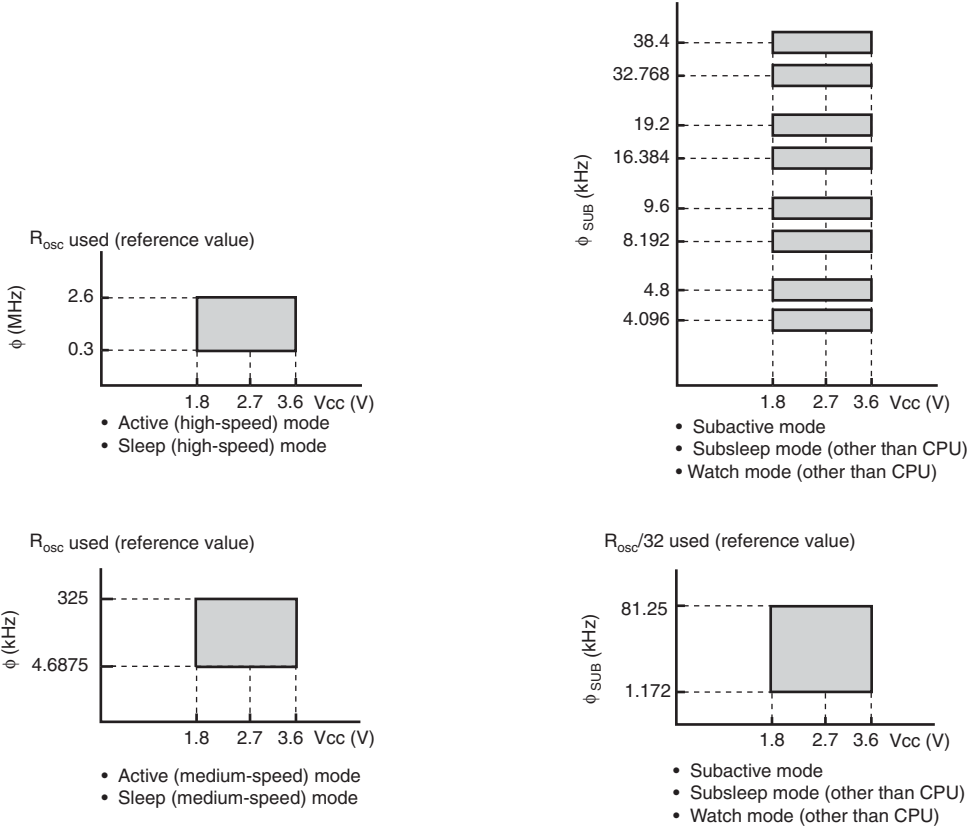 R_osc used (reference value)
φ (MHz)
2.6
0.3
1.8 2.7 3.6 Vcc (V)
• Active (high-speed) mode
• Sleep (high-speed) mode
φ SUB (kHz)
38.4
32.768
19.2
16.384
9.6
8.192
4.8
4.096
1.8 2.7 3.6 Vcc (V)
• Subactive mode
• Subsleep mode (other than CPU)
• Watch mode (other than CPU)
R_osc used (reference value)
φ (kHz)
325
4.6875
1.8 2.7 3.6 Vcc (V)
• Active (medium-speed) mode
• Sleep (medium-speed) mode
R_osc/32 used (reference value)
φ SUB (kHz)
81.25
1.172
1.8 2.7 3.6 Vcc (V)
• Subactive mode
• Subsleep mode (other than CPU)
• Watch mode (other than CPU)